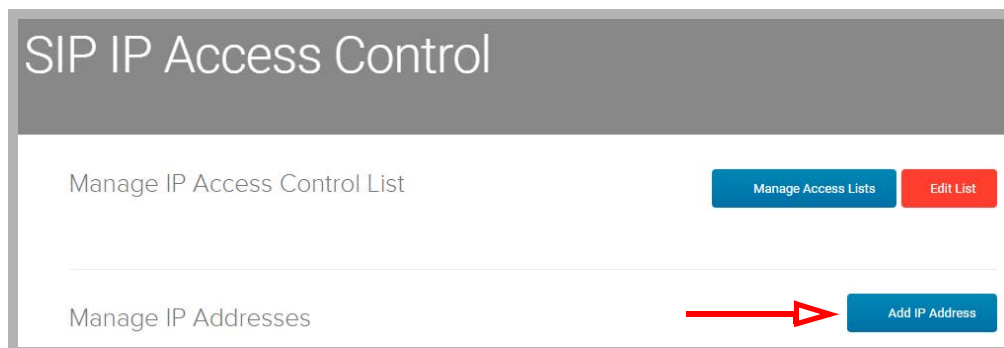 SIP IP Access Control
Manage IP Access Control List
Manage Access Lists
Edit List
Manage IP Addresses
Add IP Address